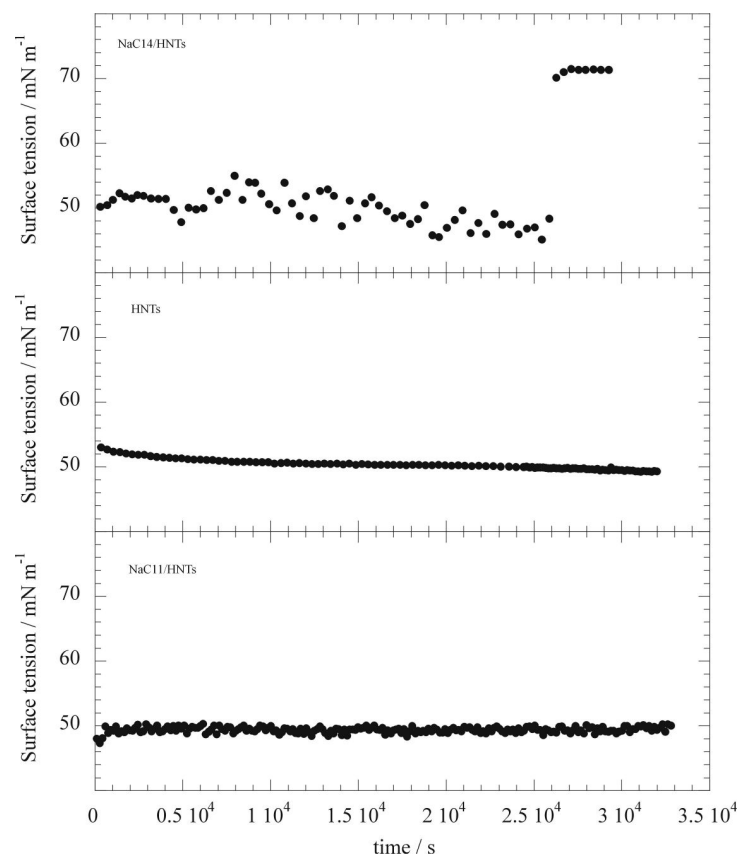 NaC14/HNTs
70
60
50
Surface tension / mN m⁻¹
HNTs
70
60
50
Surface tension / mN m⁻¹
NaC11/HNTs
70
60
50
Surface tension / mN m⁻¹
0 0.5 10⁴ 1 10⁴ 1.5 10⁴ 2 10⁴ 2.5 10⁴ 3 10⁴ 3.5 10⁴
time / s